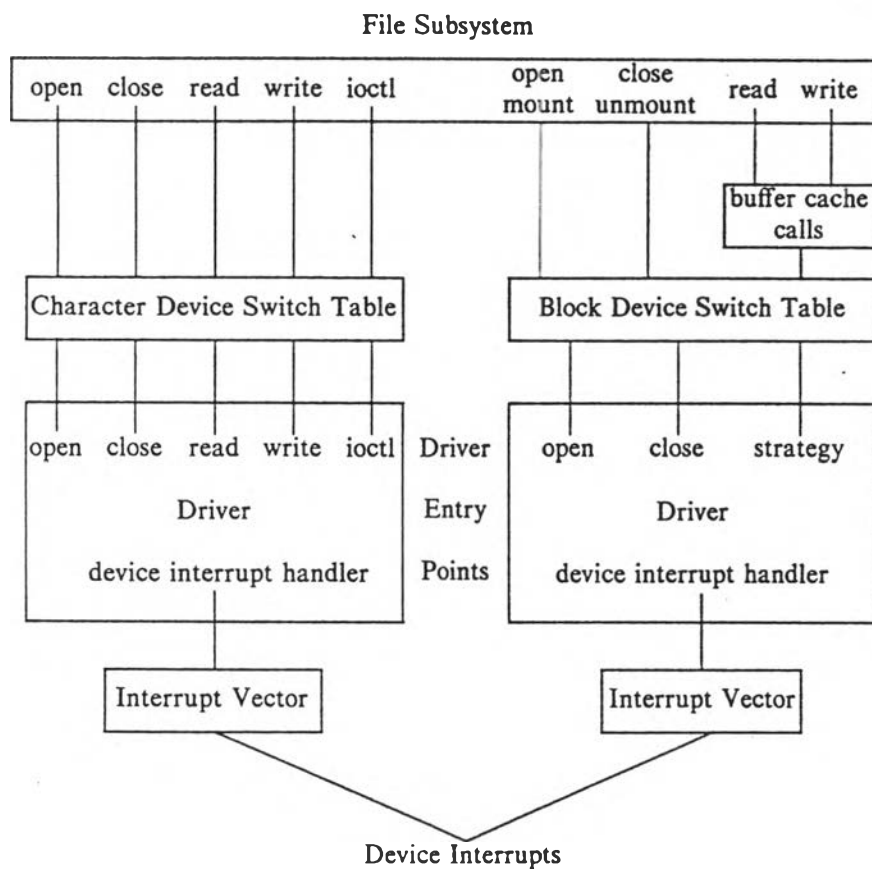 File Subsystem
open close read write ioctl open mount close unmount read write
buffer cache
calls
Character Device Switch Table Block Device Switch Table
open close read write ioctl Driver open close strategy
Driver Entry Driver
device interrupt handler Points device interrupt handler
Interrupt Vector Interrupt Vector
Device Interrupts